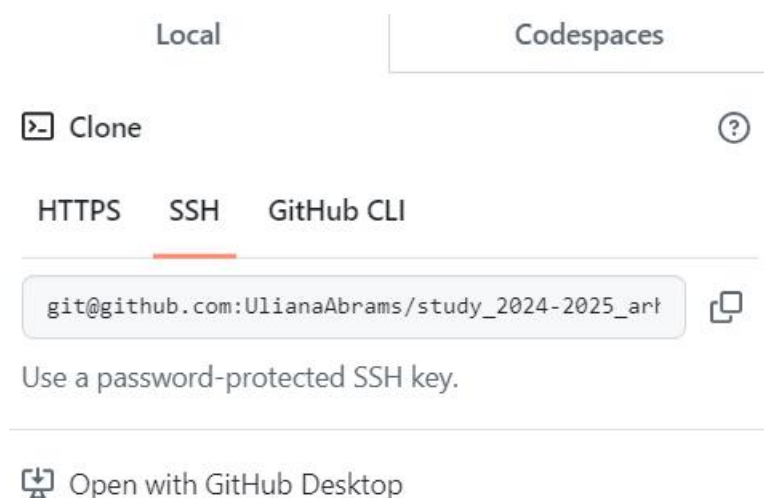 Local Codespaces
Clone
HTTPS SSH GitHub CLI
git@github.com:UlianaAbrams/study_2024-2025_arh
Use a password-protected SSH key.
Open with GitHub Desktop